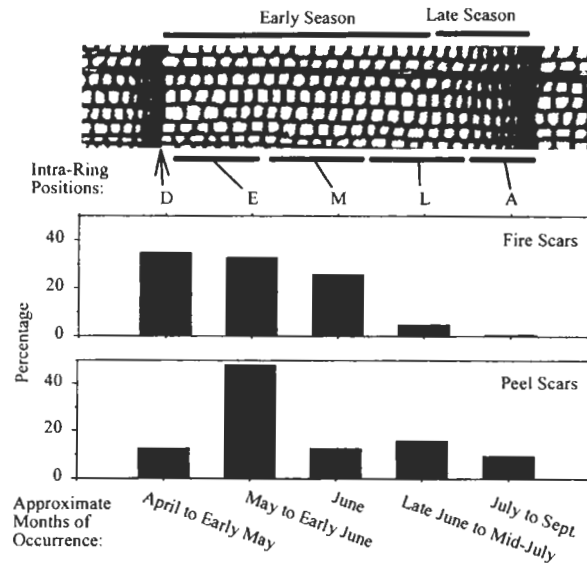 Early Season
Late Season
Intra-Ring
Positions:
D
E
M
L
A
Fire Scars
40
20
0
Percentage
Peel Scars
40
20
0
Approximate
Months of
Occurrence:
April to Early May
May to Early June
June
Late June to Mid-July
July to Sept.